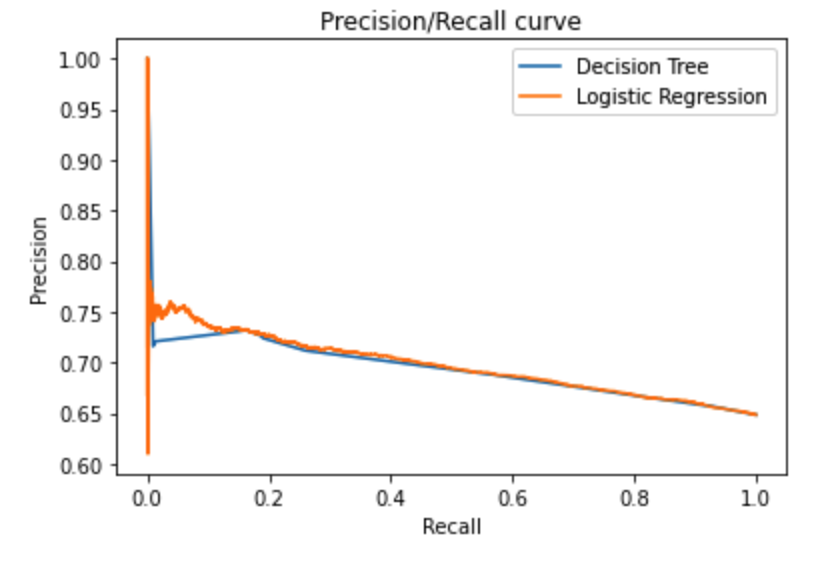 Precision/Recall curve
Decision Tree
Logistic Regression
1.00
0.95
0.90
0.85
0.80
0.75
0.70
0.65
0.60
Precision
0.0 0.2 0.4 0.6 0.8 1.0
Recall